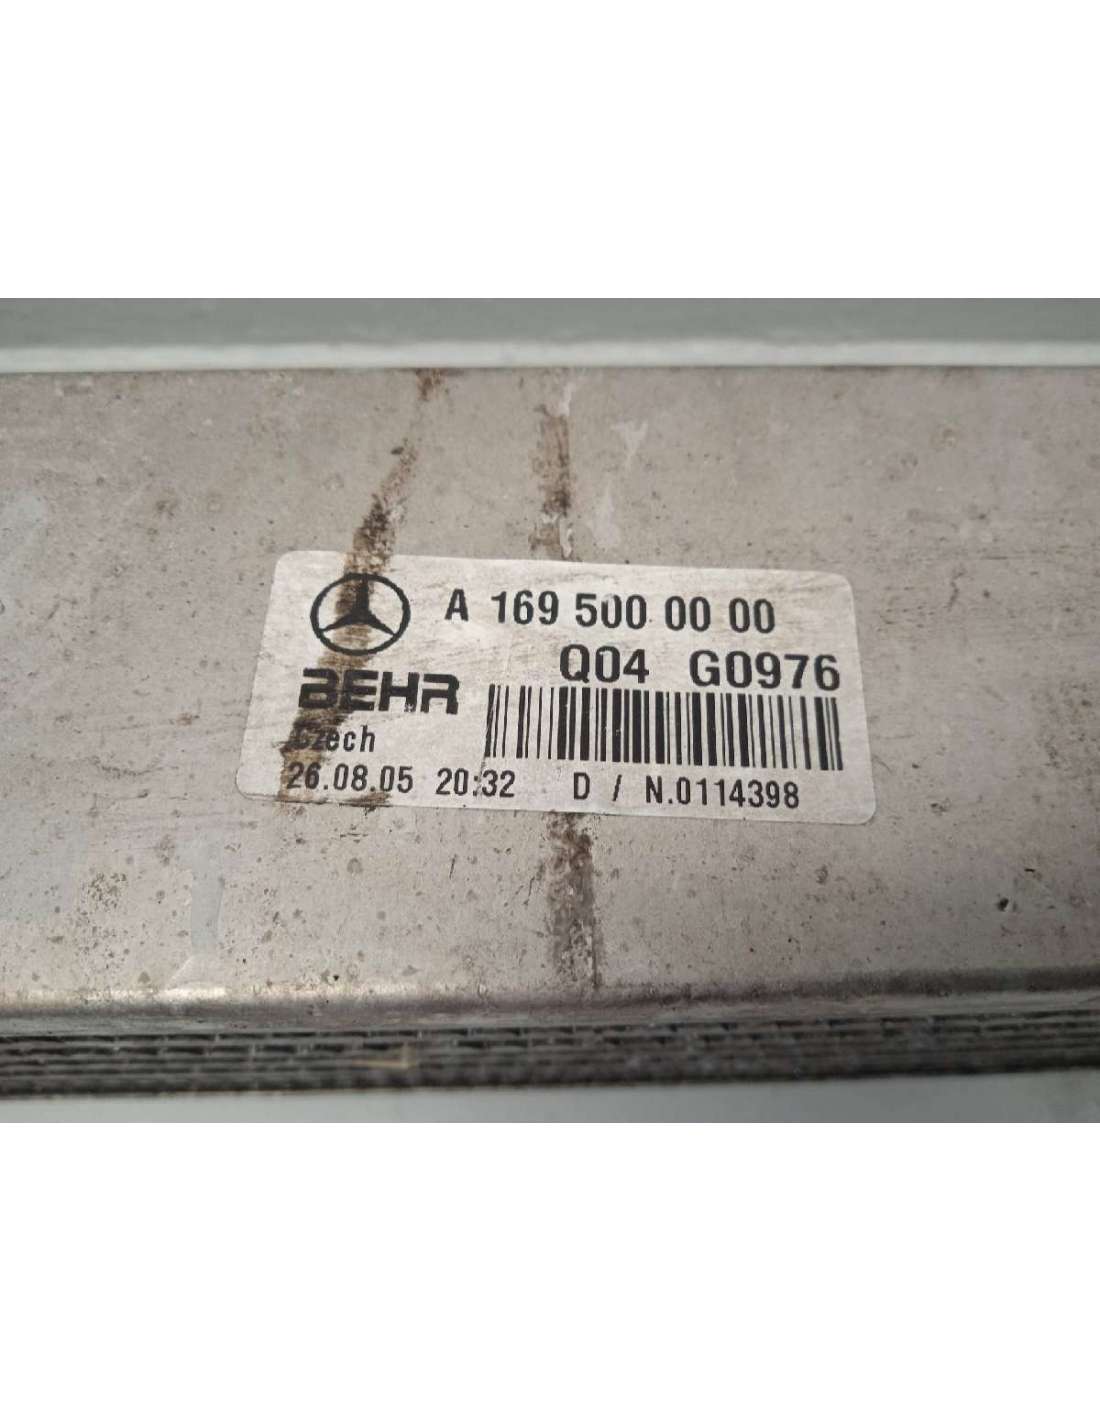 A 169 500 00 00
Q04 G0976
BEHR
Czech
26.08.05 20:32 D / N.0114398